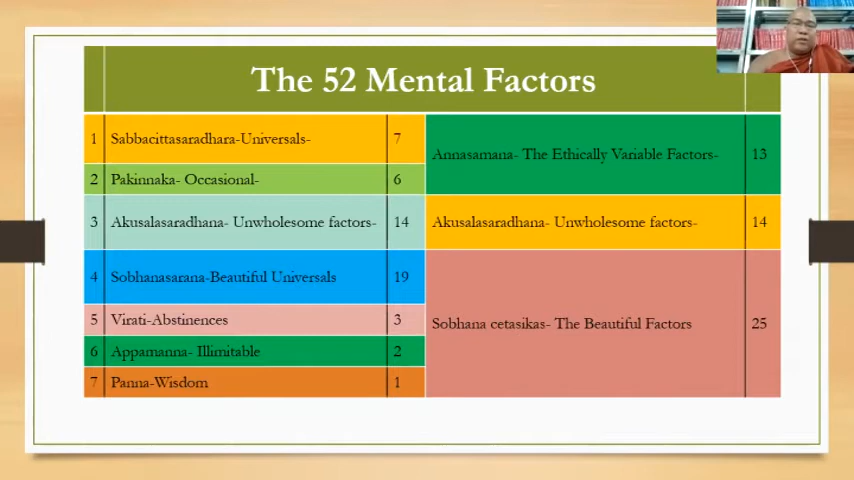 The 52 Mental Factors
1 Sabbacittasaradhara-Universals- 7
2 Pakinnaka- Occasional- 6
Annasamana- The Ethically Variable Factors- 13
3 Akusalasaradhana- Unwholesome factors- 14
Akusalasaradhana- Unwholesome factors- 14
4 Sobhanasarana-Beautiful Universals 19
5 Virati-Abstinences 3
6 Appamanna- Illimitable 2
7 Panna-Wisdom 1
Sobhana cetasikas- The Beautiful Factors 25